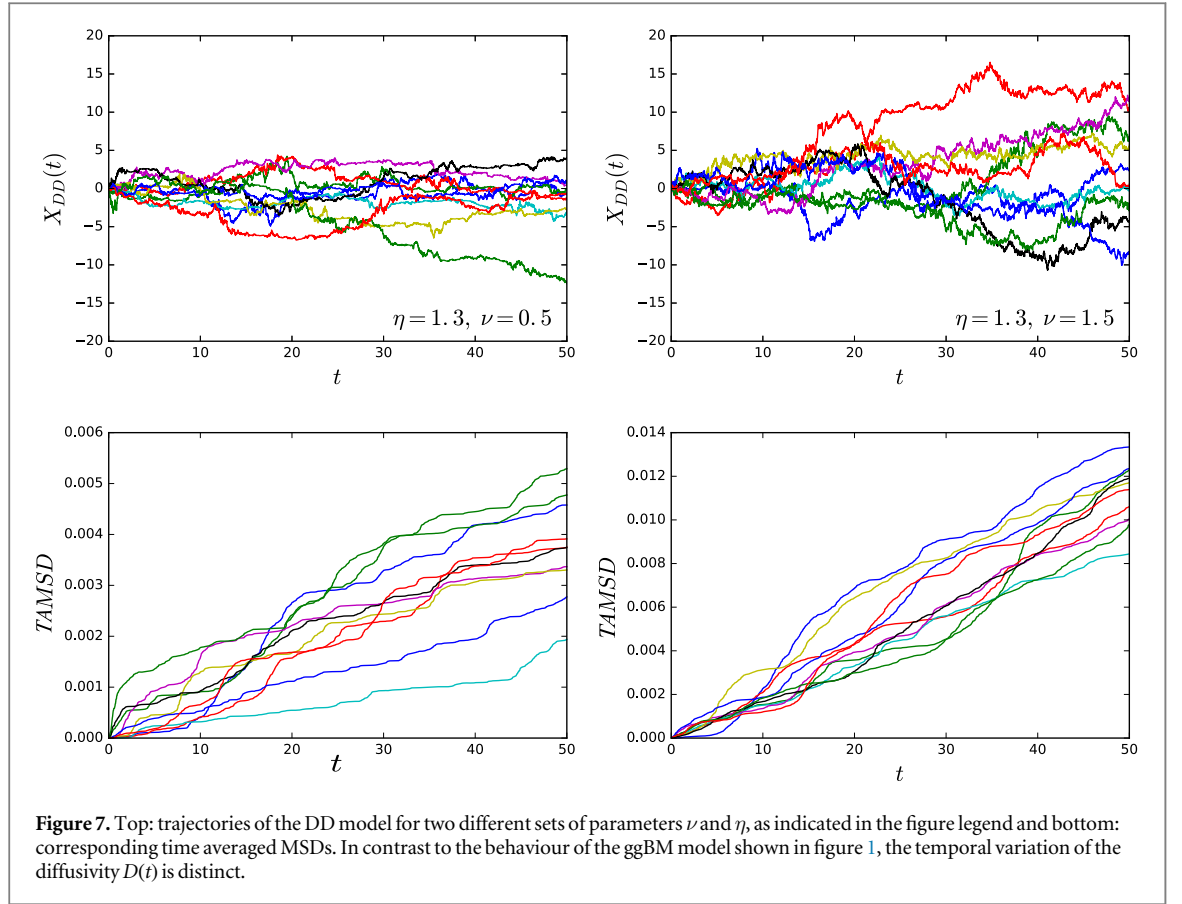 20
15
10
5
0
−5
−10
−15
−20
X_DD(t)
η = 1.3, ν = 0.5
0 10 20 30 40 50
t
20
15
10
5
0
−5
−10
−15
−20
X_DD(t)
η = 1.3, ν = 1.5
0 10 20 30 40 50
t
0.006
0.005
0.004
0.003
0.002
0.001
0.000
TAMSD
0 10 20 30 40 50
t
0.014
0.012
0.010
0.008
0.006
0.004
0.002
0.000
TAMSD
0 10 20 30 40 50
t
Figure 7. Top: trajectories of the DD model for two different sets of parameters ν and η, as indicated in the figure legend and bottom:
corresponding time averaged MSDs. In contrast to the behaviour of the ggBM model shown in figure 1, the temporal variation of the
diffusivity D(t) is distinct.